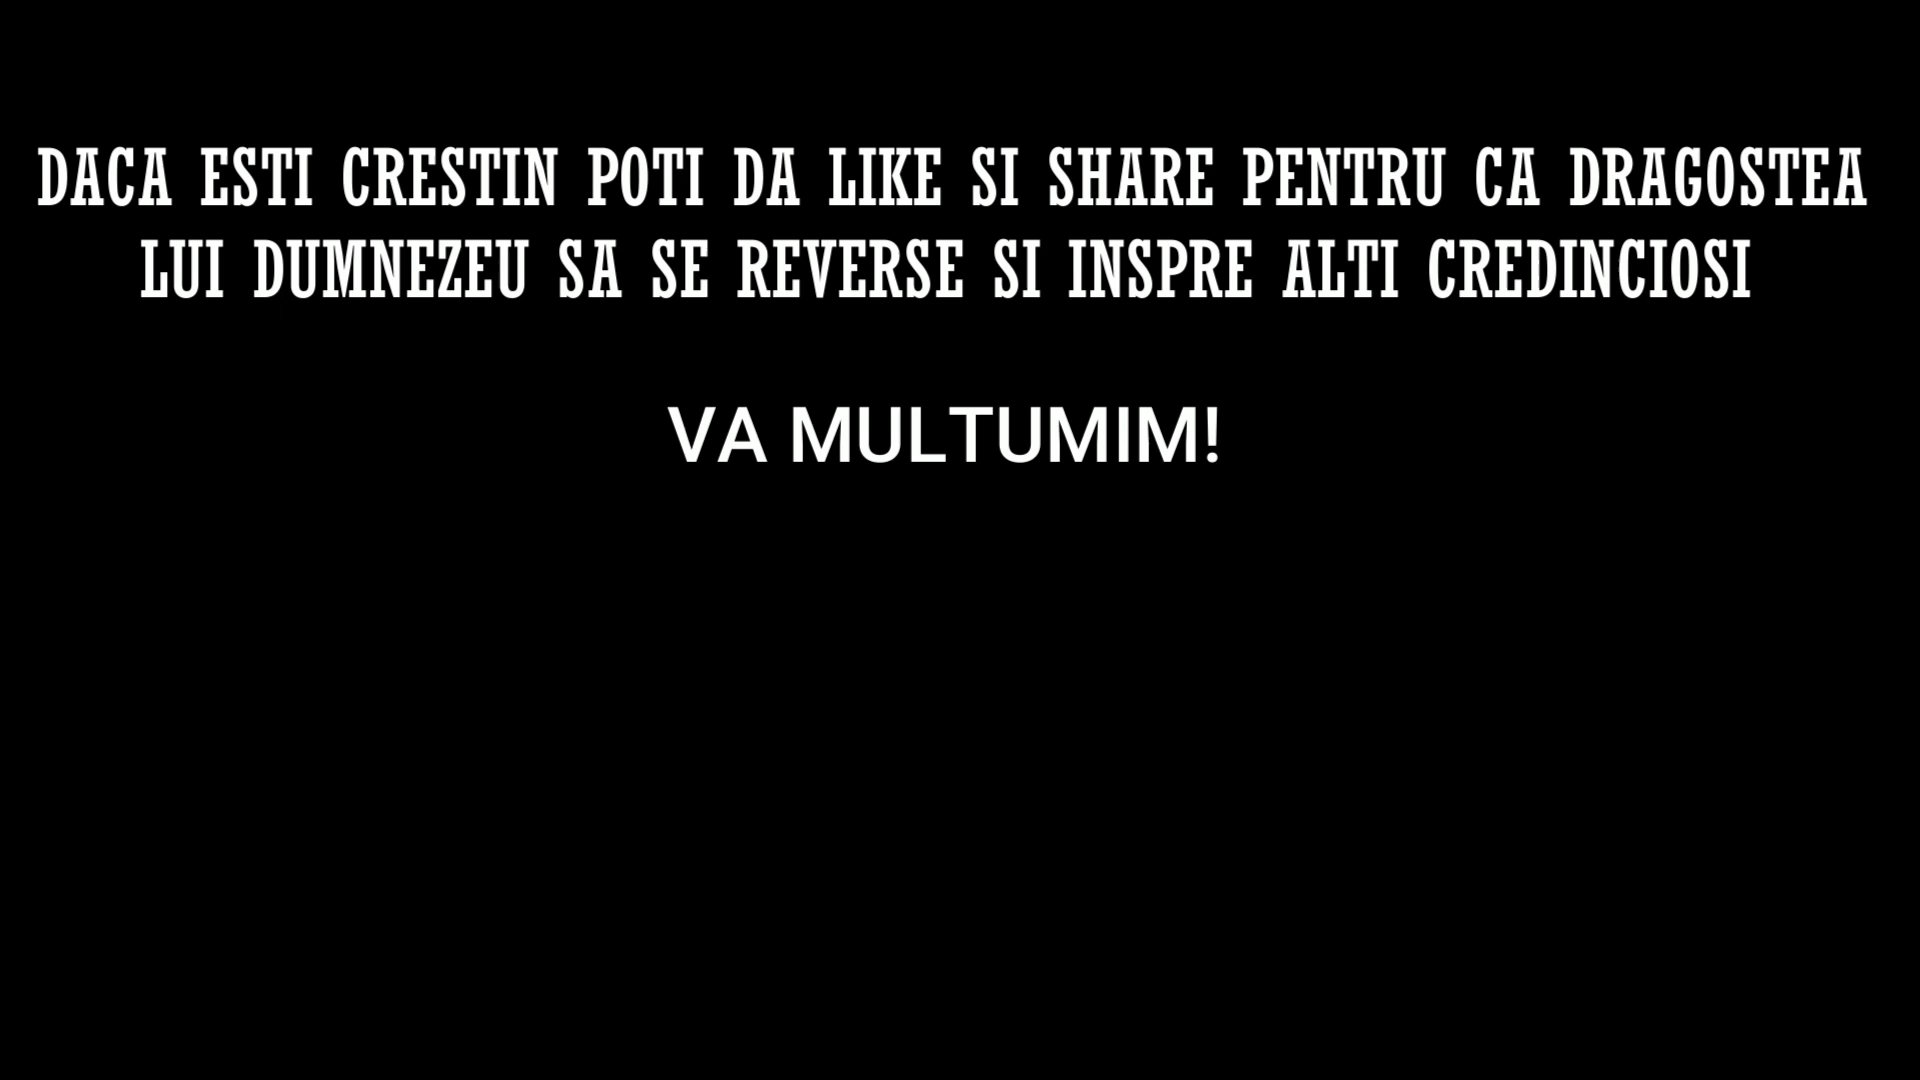 DACA ESTI CRESTIN POTI DA LIKE SI SHARE PENTRU CA DRAGOSTEA
LUI DUMNEZEU SA SE REVERSE SI INSPRE ALTI CREDINCIOSI
VA MULTUMIM!